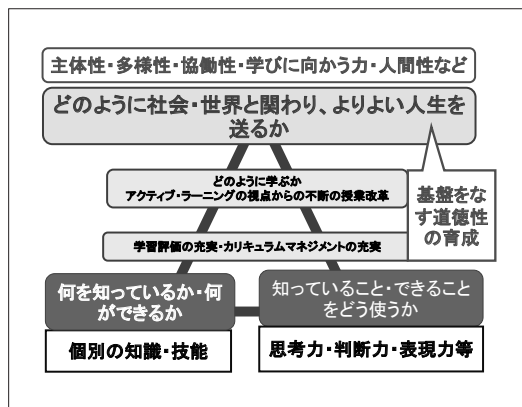 主体性・多様性・協働性・学びに向かう力・人間性など
どのように社会・世界と関わり、よりよい人生を
送るか
どのように学ぶか
アクティブ・ラーニングの視点からの不断の授業改革
基盤をな
す道徳性
の育成
学習評価の充実・カリキュラムマネジメントの充実
何を知っているか・何
ができるか
知っていること・できること
をどう使うか
個別の知識・技能
思考力・判断力・表現力等